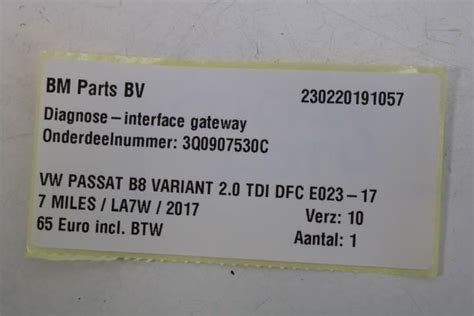 BM Parts BV 230220191057
Diagnose – interface gateway
Onderdeelnummer: 3Q0907530C
VW PASSAT B8 VARIANT 2.0 TDI DFC E023 – 17
7 MILES / LA7W / 2017 Verz: 10
65 Euro incl. BTW Aantal: 1